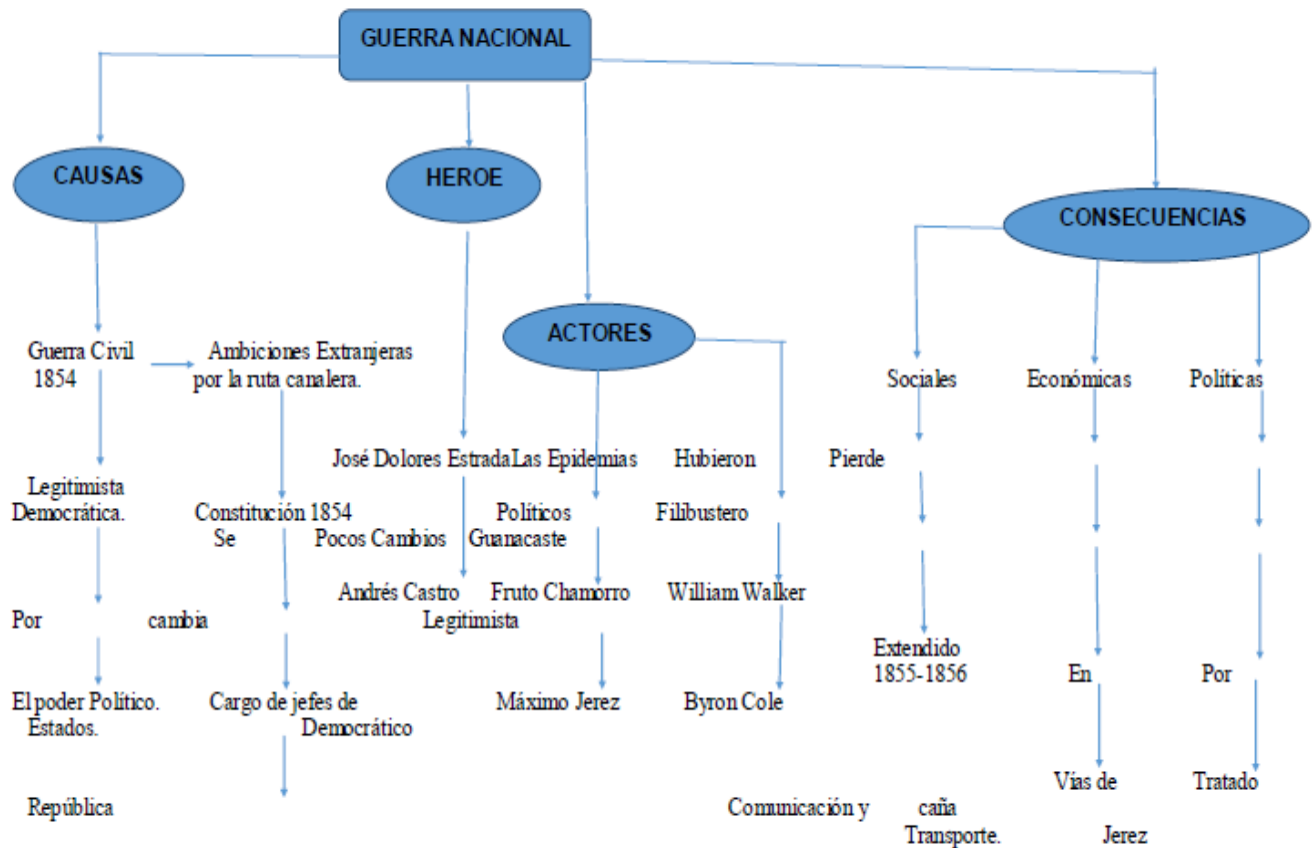 GUERRA NACIONAL
CAUSAS
HEROE
CONSECUENCIAS
ACTORES
Guerra Civil Ambiciones Extranjeras
1854 por la ruta canalera.
Sociales Económicas Políticas
José Dolores EstradaLas Epidemias Hubieron Pierde
Legitimista
Democrática. Constitución 1854 Políticos Filibustero
Se Pocos Cambios Guanacaste
Andrés Castro Fruto Chamorro William Walker
Por cambia Legitimista
Extendido
1855-1856 En Por
El poder Político. Cargo de jefes de Máximo Jerez Byron Cole
Estados. Democrático
Vías de Tratado
República Comunicación y caña
Transporte. Jerez